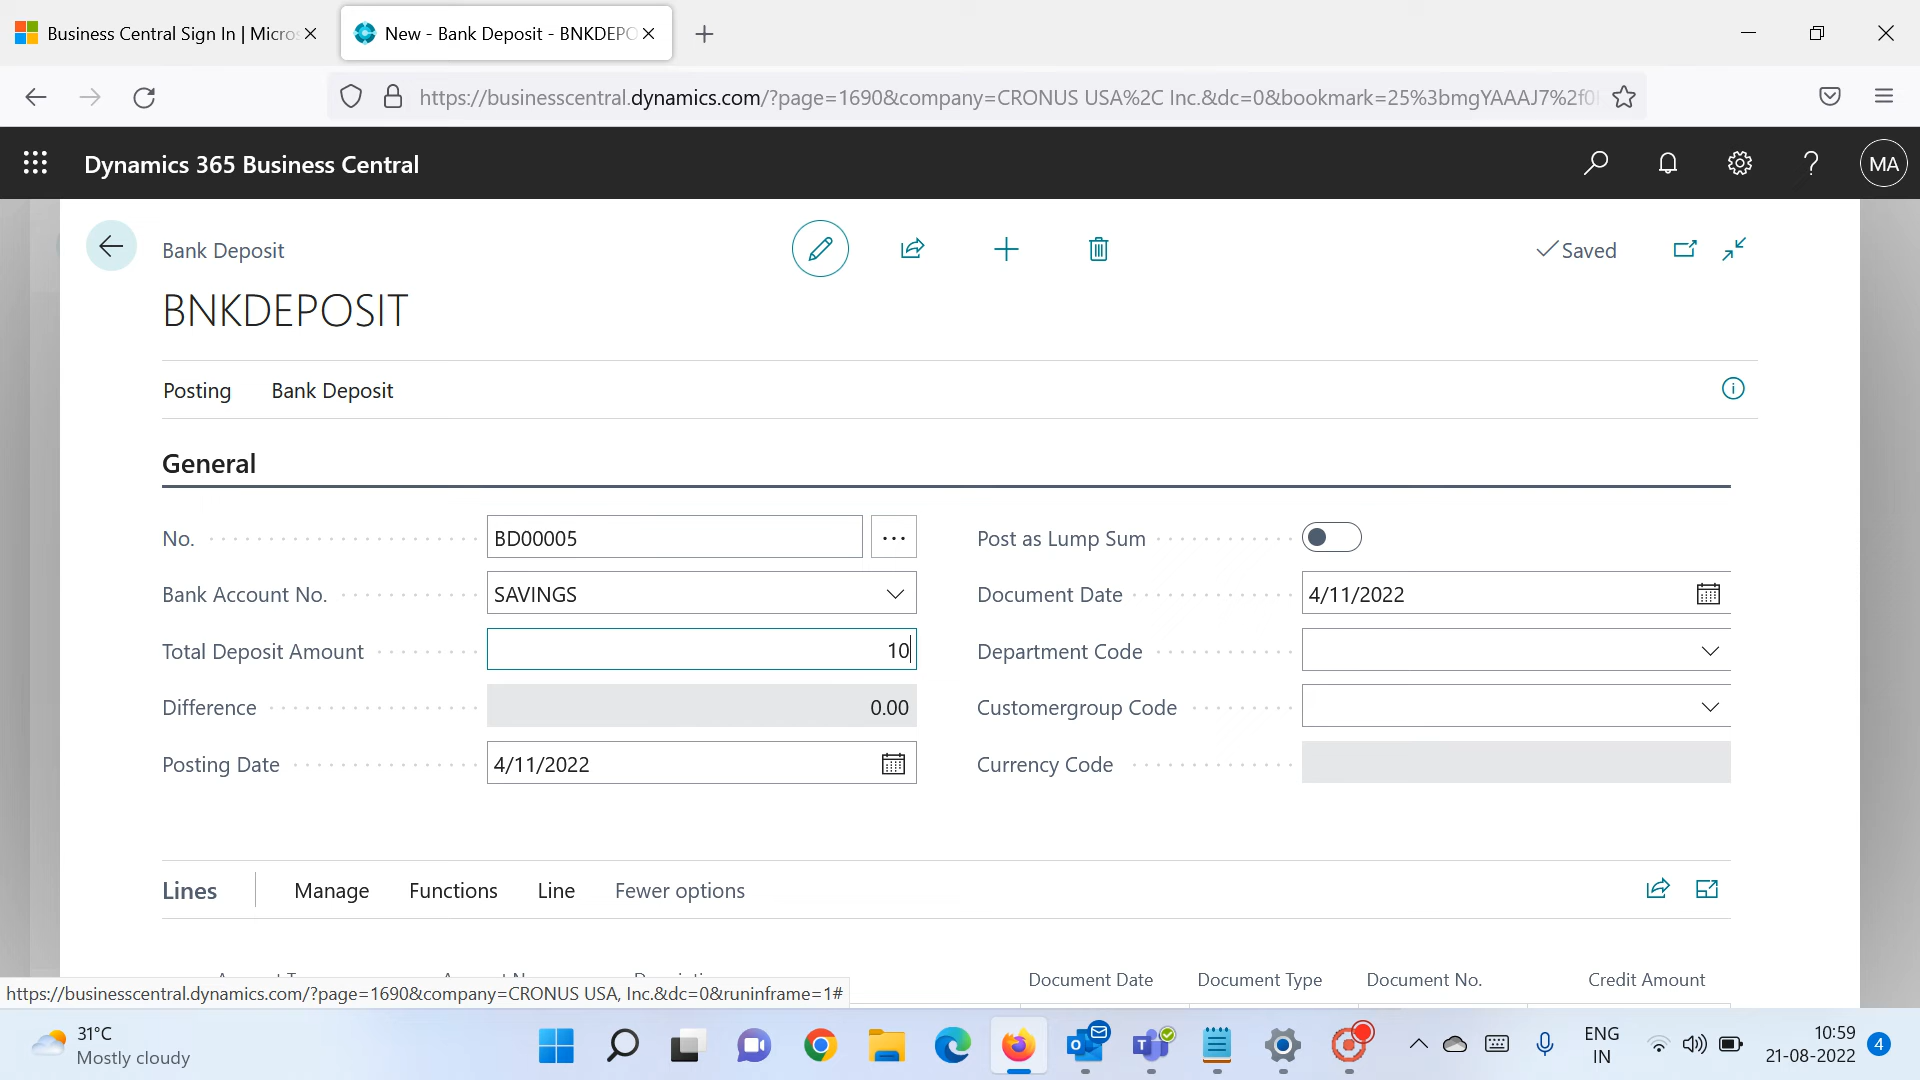 Business Central Sign In | Micros
New - Bank Deposit - BNKDEPO
https://businesscentral.dynamics.com/?page=1690&company=CRONUS USA%2C Inc.&dc=0&bookmark=25%3bmgYAAAJ7%2f0
Dynamics 365 Business Central
MA
Bank Deposit
Saved
BNKDEPOSIT
Posting Bank Deposit
General
No. BD00005
Post as Lump Sum
Bank Account No. SAVINGS
Document Date 4/11/2022
Total Deposit Amount 10
Department Code
Difference 0.00
Customergroup Code
Posting Date 4/11/2022
Currency Code
Lines Manage Functions Line Fewer options
Document Date Document Type Document No. Credit Amount
https://businesscentral.dynamics.com/?page=1690&company=CRONUS USA, Inc.&dc=0&runinframe=1#
31°C
Mostly cloudy
ENG
IN
10:59
21-08-2022
4